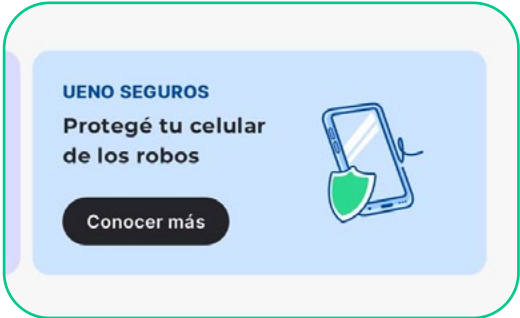 UENO SEGUROS
Protegé tu celular
de los robos
Conocer más